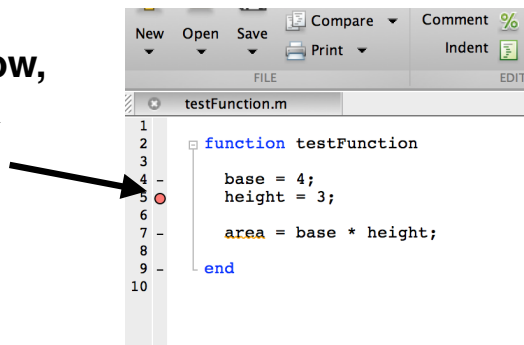 Compare
Comment %
New Open Save
Print
Indent
FILE
EDIT
ow,
testFunction.m
1
2 function testFunction
3
4 – base = 4;
5 height = 3;
6
7 – area = base * height;
8
9 – end
10